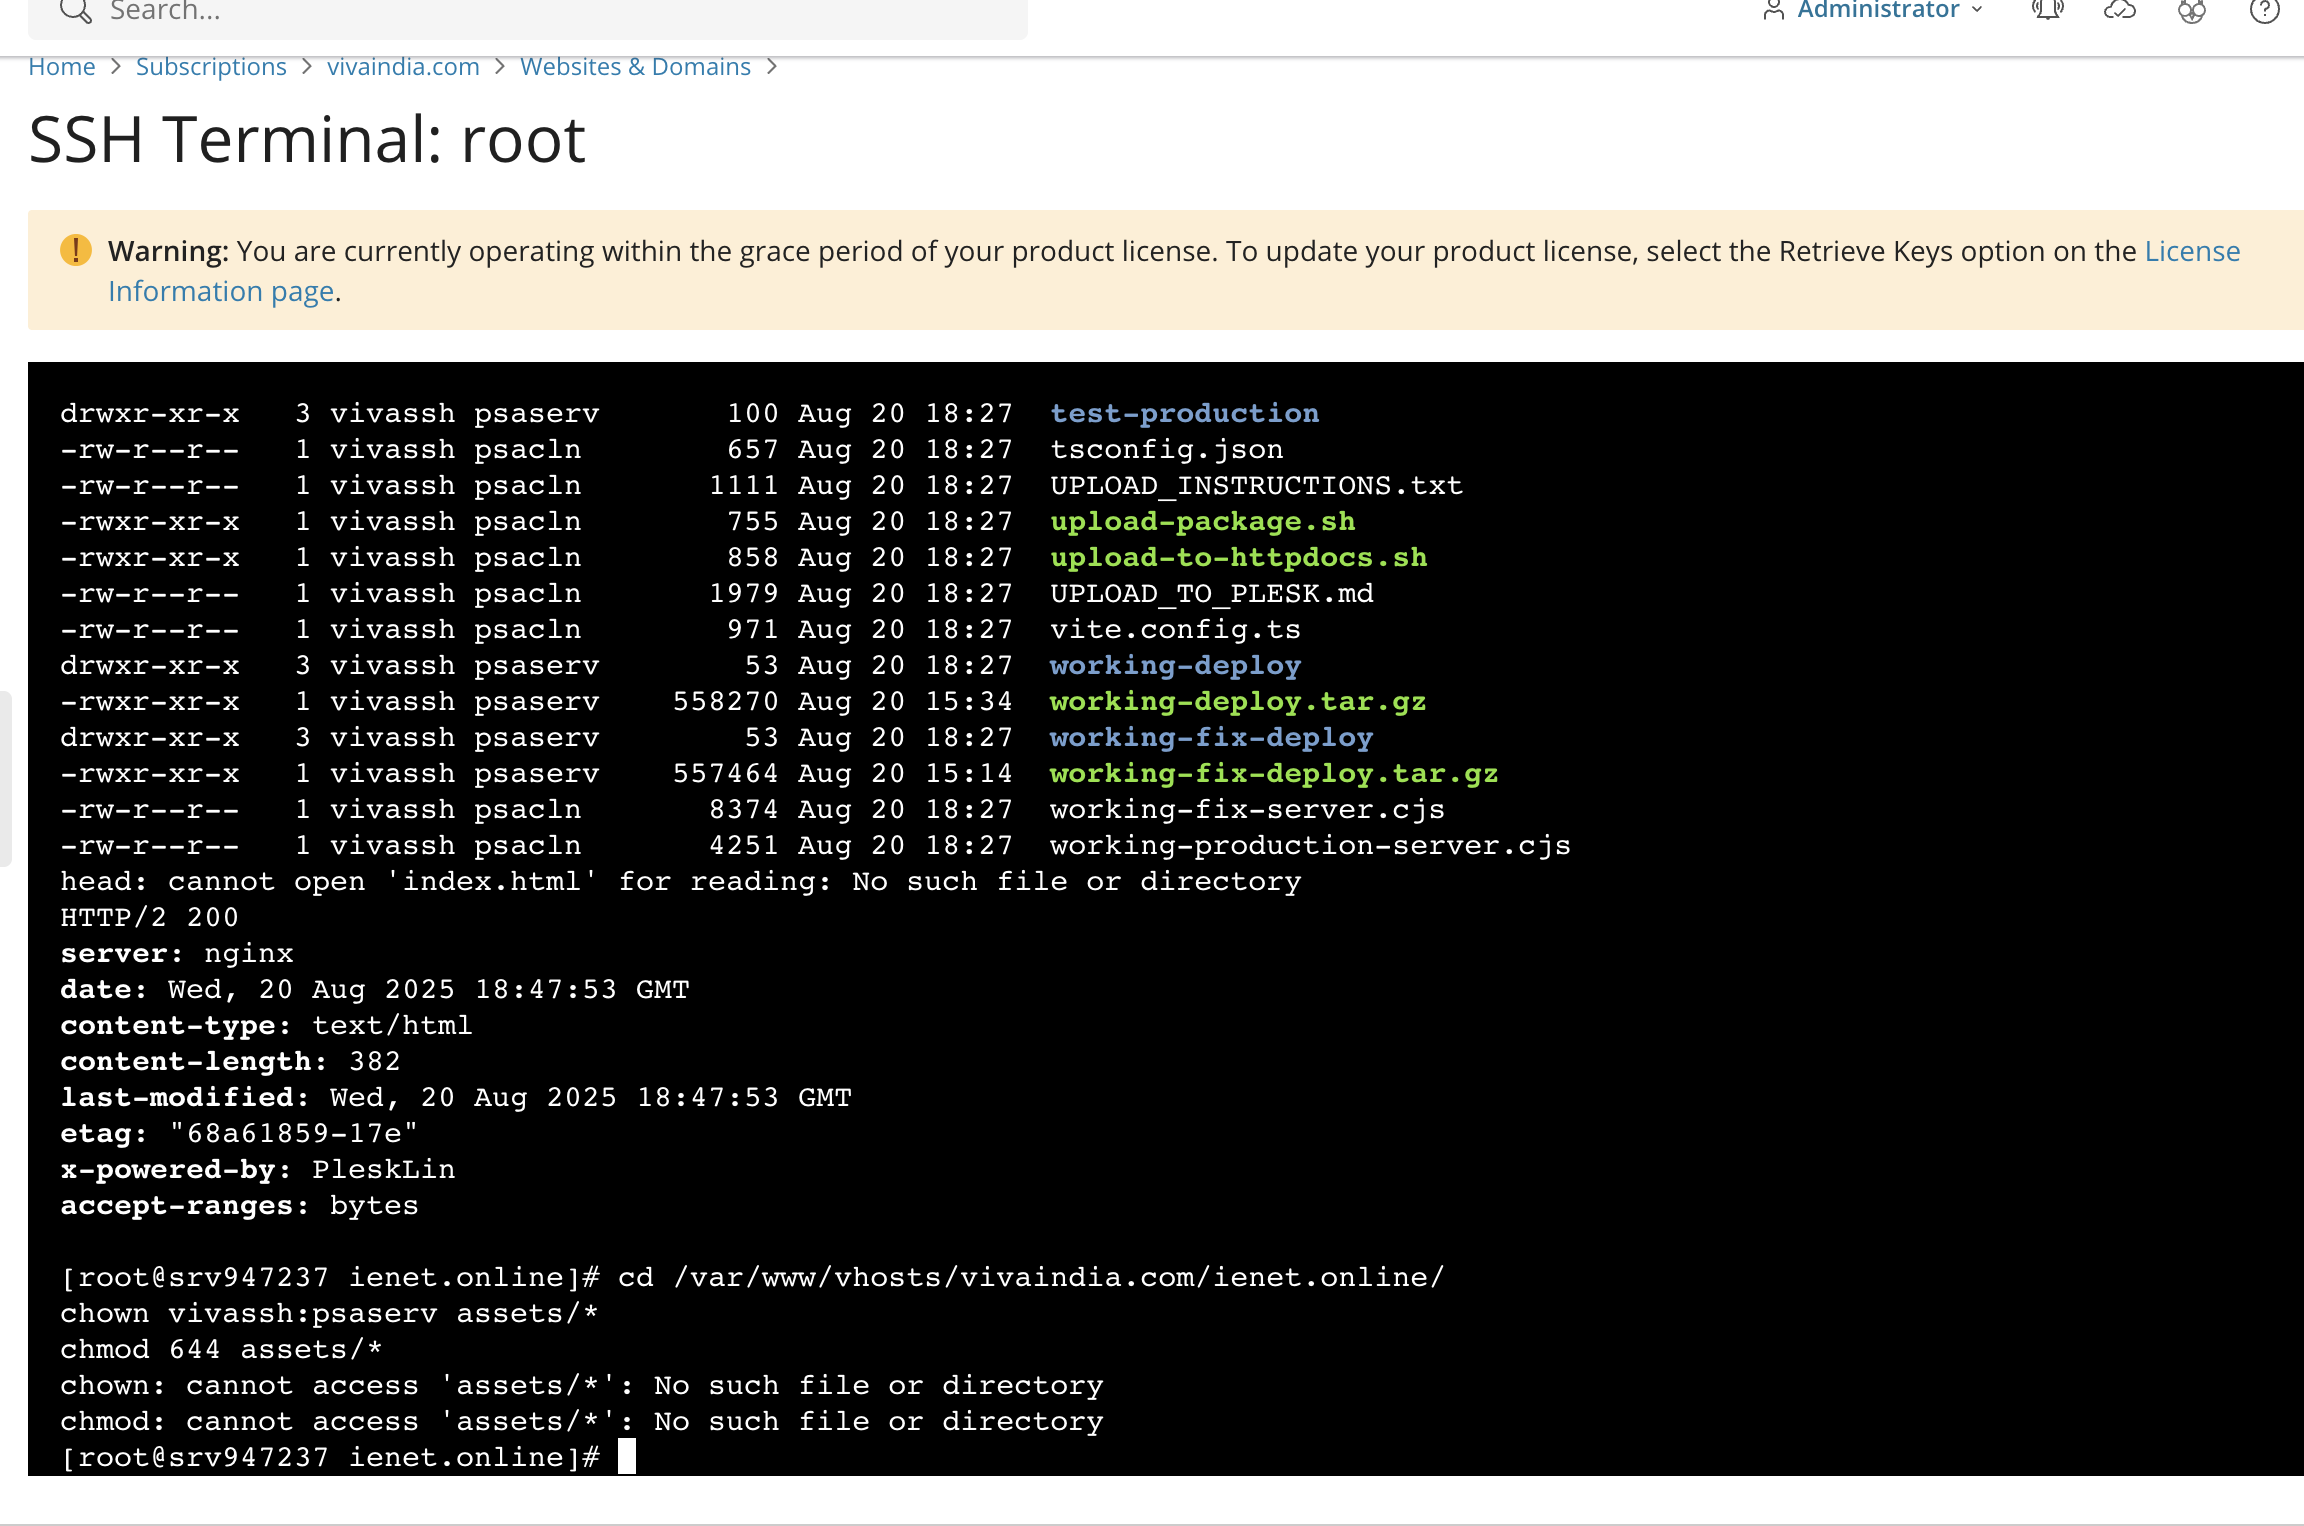 Search...
Administrator
Home > Subscriptions > vivaindia.com > Websites & Domains >
SSH Terminal: root
Warning: You are currently operating within the grace period of your product license. To update your product license, select the Retrieve Keys option on the License
Information page.
drwxr-xr-x   3 vivassh psaserv       100 Aug 20 18:27  test-production
-rw-r--r--   1 vivassh psacln        657 Aug 20 18:27  tsconfig.json
-rw-r--r--   1 vivassh psacln       1111 Aug 20 18:27  UPLOAD_INSTRUCTIONS.txt
-rwxr-xr-x   1 vivassh psacln        755 Aug 20 18:27  upload-package.sh
-rwxr-xr-x   1 vivassh psacln        858 Aug 20 18:27  upload-to-httpdocs.sh
-rw-r--r--   1 vivassh psacln       1979 Aug 20 18:27  UPLOAD_TO_PLESK.md
-rw-r--r--   1 vivassh psacln        971 Aug 20 18:27  vite.config.ts
drwxr-xr-x   3 vivassh psaserv        53 Aug 20 18:27  working-deploy
-rwxr-xr-x   1 vivassh psaserv    558270 Aug 20 15:34  working-deploy.tar.gz
drwxr-xr-x   3 vivassh psaserv        53 Aug 20 18:27  working-fix-deploy
-rwxr-xr-x   1 vivassh psaserv    557464 Aug 20 15:14  working-fix-deploy.tar.gz
-rw-r--r--   1 vivassh psacln       8374 Aug 20 18:27  working-fix-server.cjs
-rw-r--r--   1 vivassh psacln       4251 Aug 20 18:27  working-production-server.cjs
head: cannot open 'index.html' for reading: No such file or directory
HTTP/2 200
server: nginx
date: Wed, 20 Aug 2025 18:47:53 GMT
content-type: text/html
content-length: 382
last-modified: Wed, 20 Aug 2025 18:47:53 GMT
etag: "68a61859-17e"
x-powered-by: PleskLin
accept-ranges: bytes
[root@srv947237 ienet.online]# cd /var/www/vhosts/vivaindia.com/ienet.online/
chown vivassh:psaserv assets/*
chmod 644 assets/*
chown: cannot access 'assets/*': No such file or directory
chmod: cannot access 'assets/*': No such file or directory
[root@srv947237 ienet.online]#